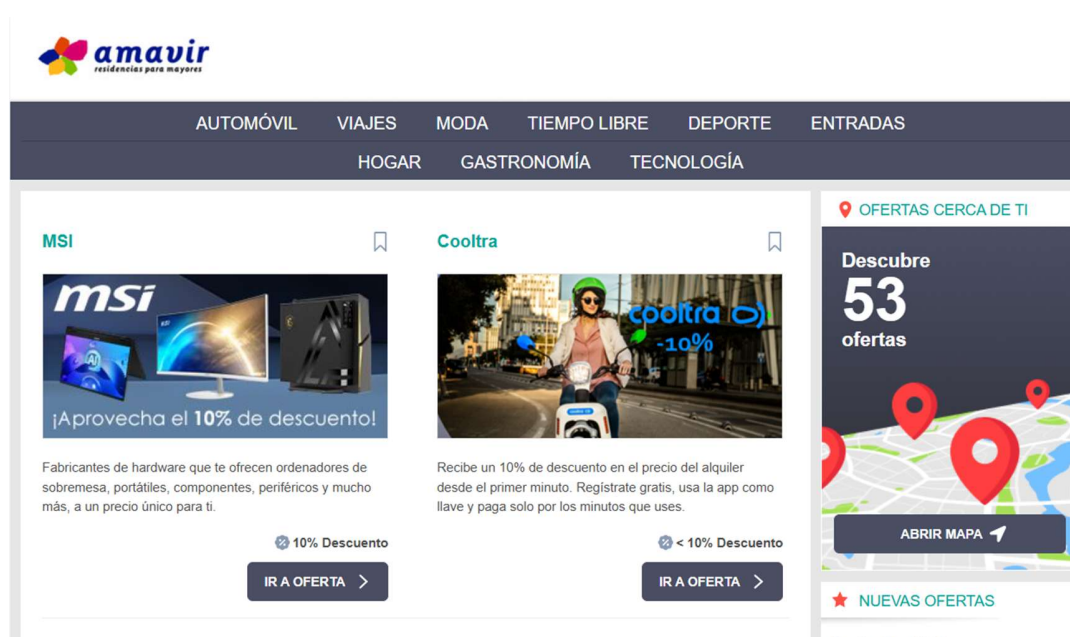 amavir
residencias para mayores
AUTOMÓVIL VIAJES MODA TIEMPO LIBRE DEPORTE ENTRADAS
HOGAR GASTRONOMÍA TECNOLOGÍA
MSI
msi
¡Aprovecha el 10% de descuento!
Fabricantes de hardware que te ofrecen ordenadores de
sobremesa, portátiles, componentes, periféricos y mucho
más, a un precio único para ti.
10% Descuento
IR A OFERTA
Cooltra
cooltra
-10%
Recibe un 10% de descuento en el precio del alquiler
desde el primer minuto. Regístrate gratis, usa la app como
llave y paga solo por los minutos que uses.
< 10% Descuento
IR A OFERTA
OFERTAS CERCA DE TI
Descubre
53
ofertas
ABRIR MAPA
NUEVAS OFERTAS